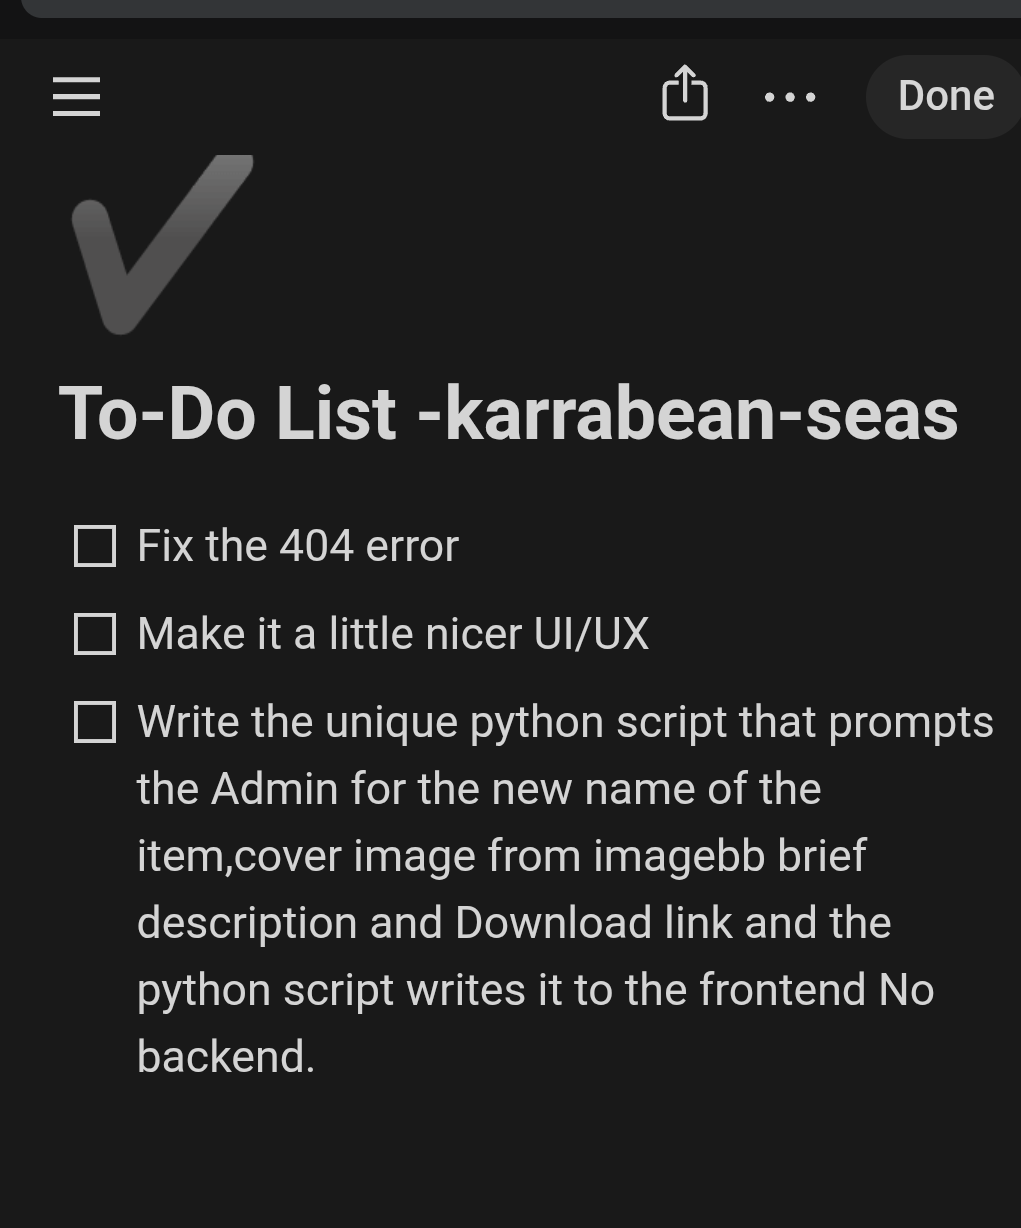 Done
To-Do List -karrabean-seas
Fix the 404 error
Make it a little nicer UI/UX
Write the unique python script that prompts
the Admin for the new name of the
item,cover image from imagebb brief
description and Download link and the
python script writes it to the frontend No
backend.